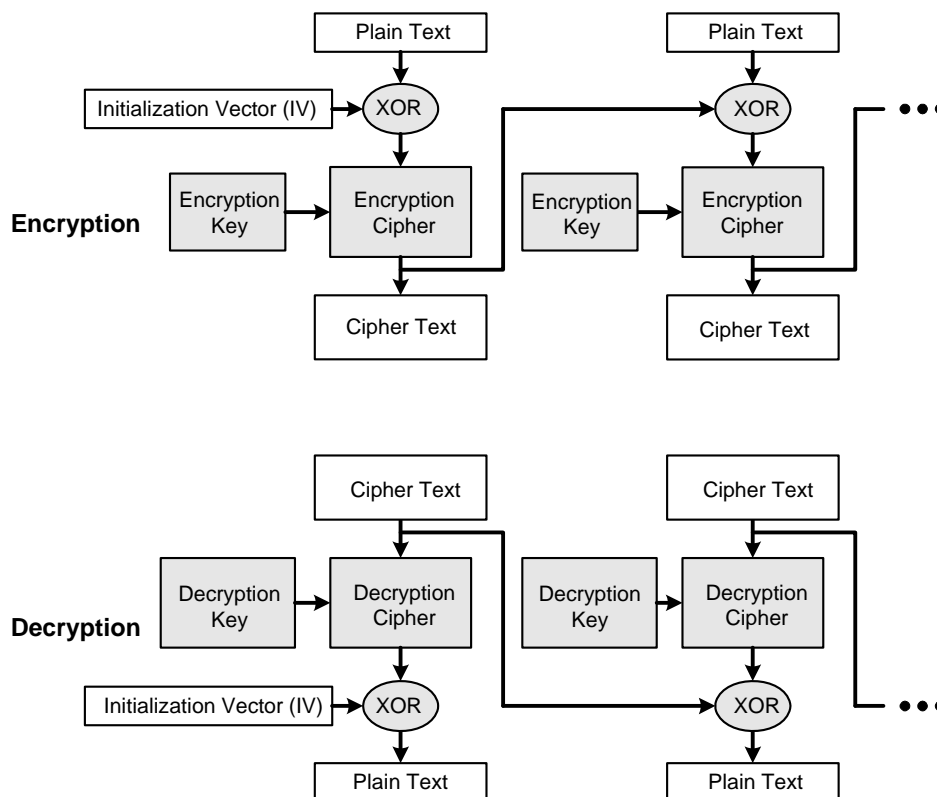 Plain Text
Plain Text
Initialization Vector (IV)
XOR
XOR
Encryption
Encryption
Key
Encryption
Cipher
Encryption
Key
Encryption
Cipher
Cipher Text
Cipher Text
Cipher Text
Cipher Text
Decryption
Decryption
Key
Decryption
Cipher
Decryption
Key
Decryption
Cipher
Initialization Vector (IV)
XOR
XOR
Plain Text
Plain Text